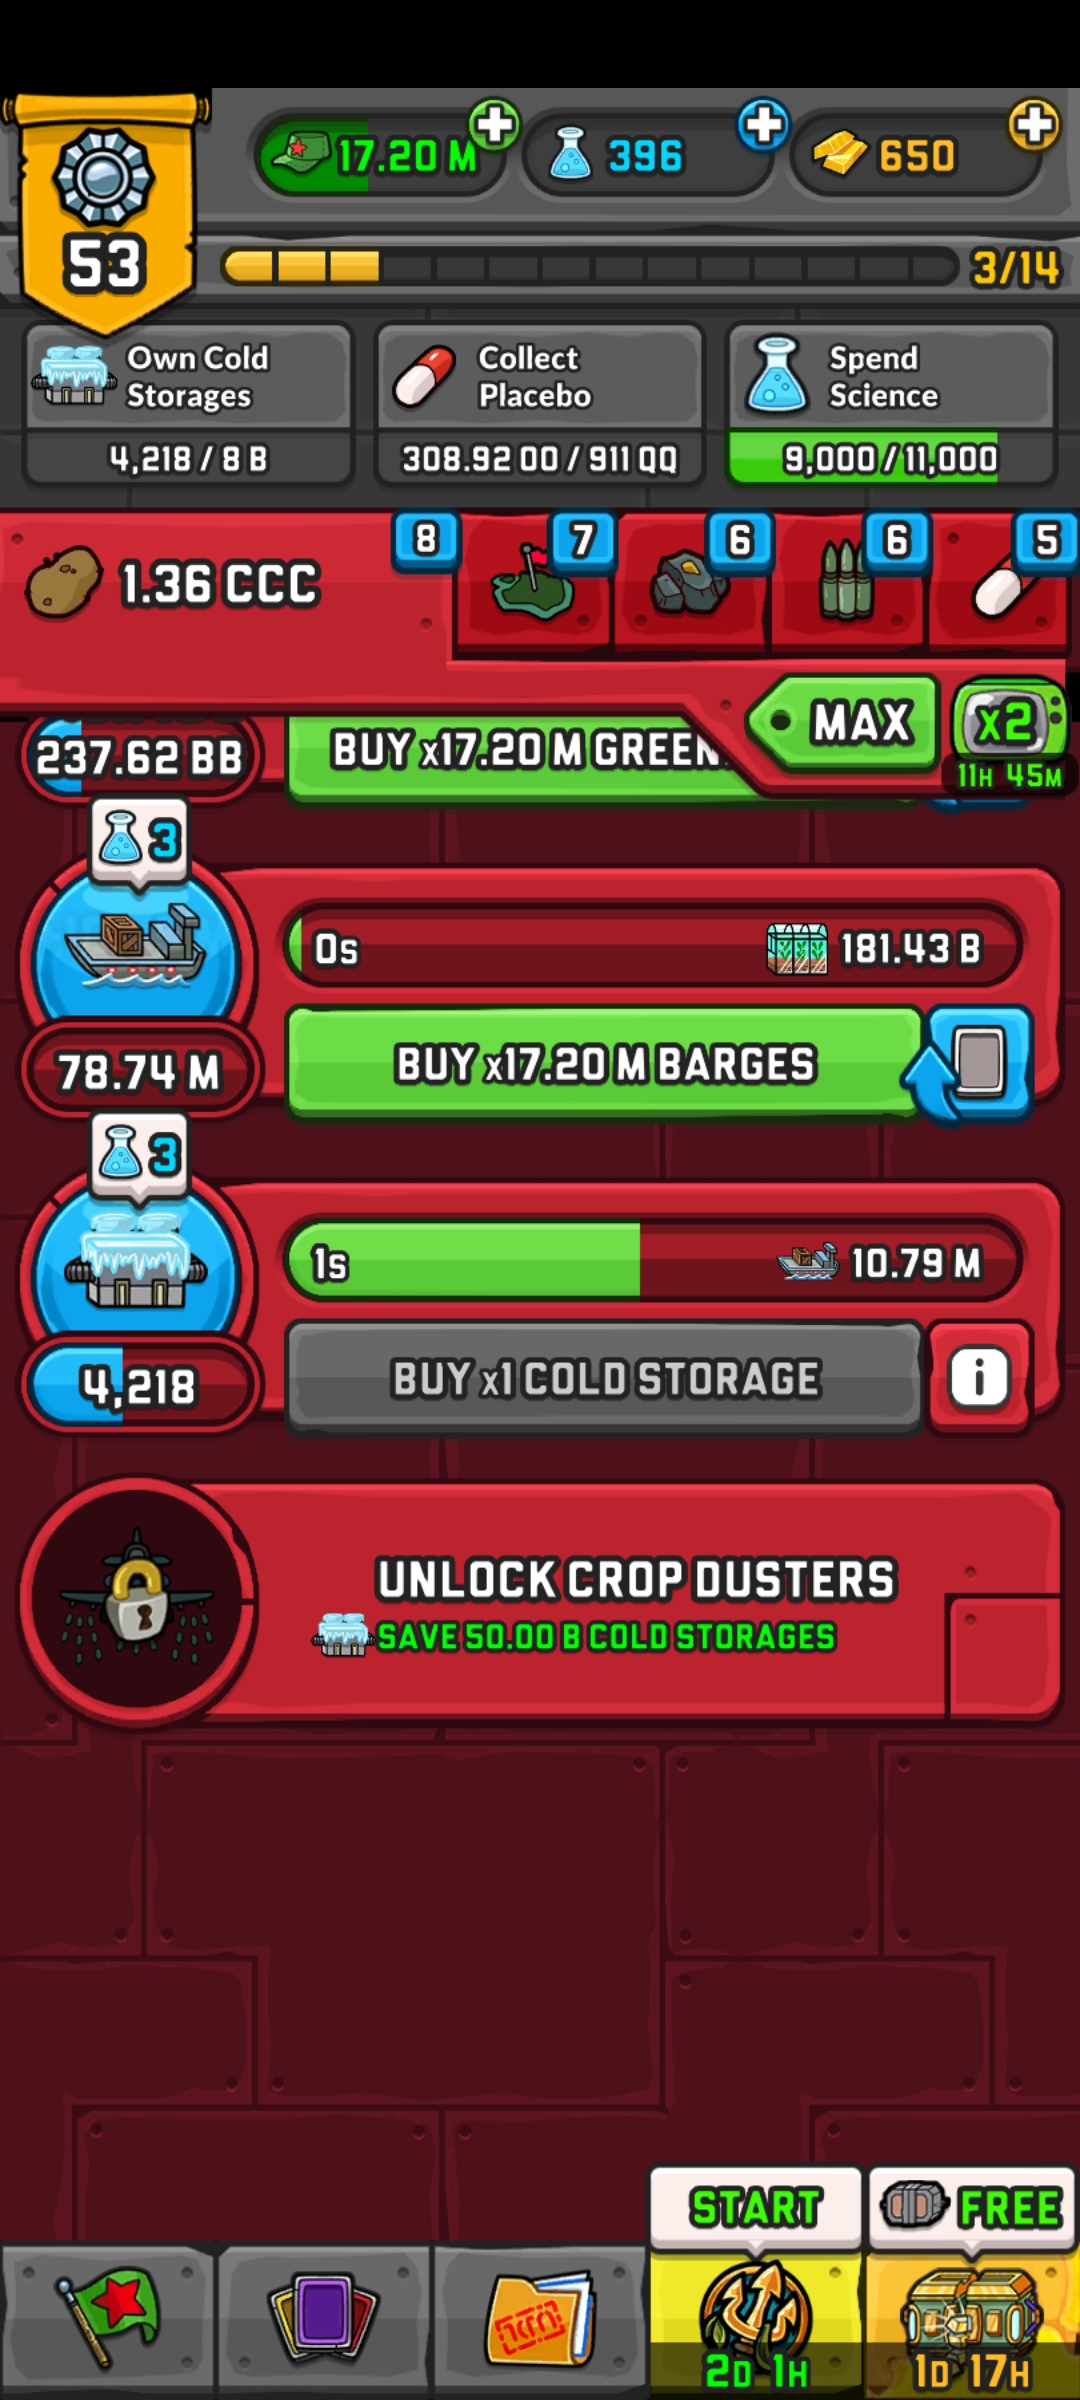 17.20 M
396
650
53
3/14
Own Cold Storages
4,218 / 8 B
Collect Placebo
308.92 OO / 911 QQ
Spend Science
9,000 / 11,000
1.36 CCC
8
7
6
6
5
MAX
x2
11H 45M
237.62 BB
BUY x17.20 M GREEN
3
0s
181.43 B
78.74 M
BUY x17.20 M BARGES
3
1s
10.79 M
4,218
BUY x1 COLD STORAGE
i
UNLOCK CROP DUSTERS
SAVE 50.00 B COLD STORAGES
START
FREE
2D 1H
1D 17H